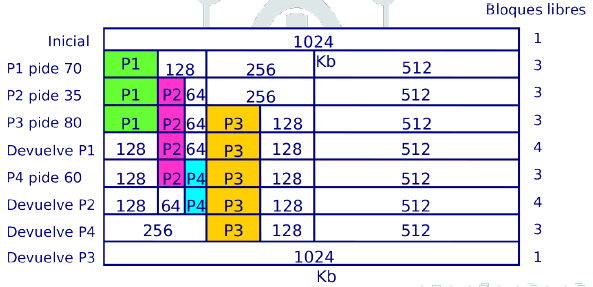 Bloques libres
Inicial 1024 1
Kb
P1 pide 70 P1 128 256 512 3
P2 pide 35 P1 P2 64 256 512 3
P3 pide 80 P1 P2 64 P3 128 512 3
Devuelve P1 128 P2 64 P3 128 512 4
P4 pide 60 128 P2 P4 P3 128 512 3
Devuelve P2 128 64 P4 P3 128 512 4
Devuelve P4 256 P3 128 512 3
Devuelve P3 1024 1
Kb